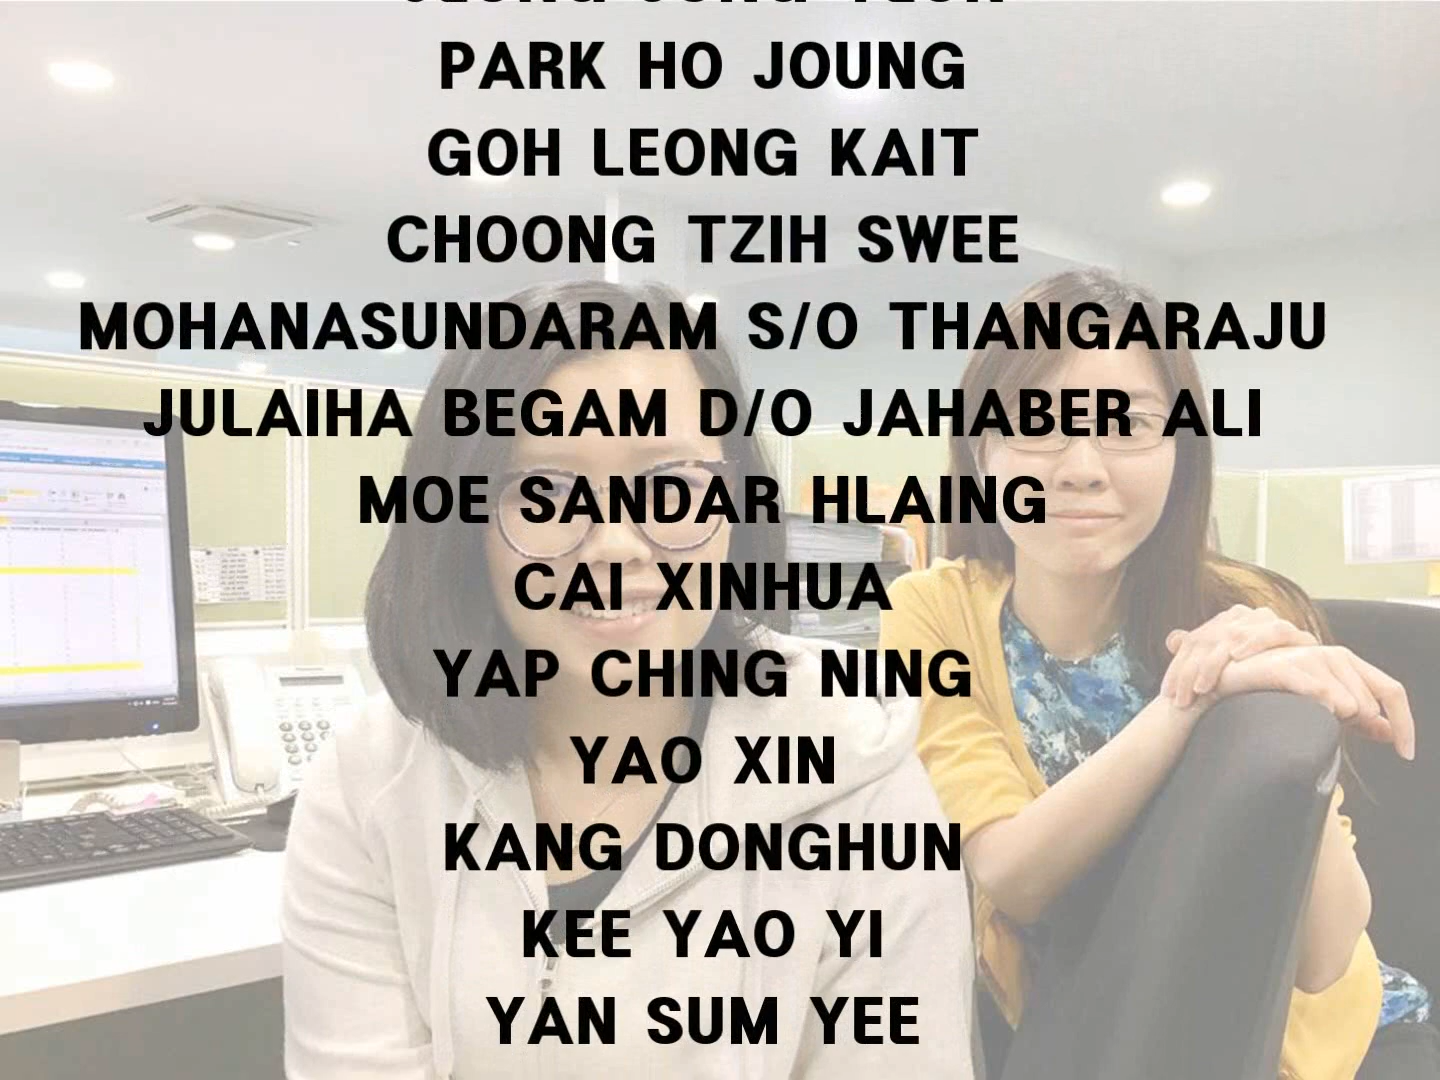 PARK HO JOUNG
GOH LEONG KAIT
CHOONG TZIH SWEE
MOHANASUNDARAM S/O THANGARAJU
JULAIHA BEGAM D/O JAHABER ALI
MOE SANDAR HLAING
CAI XINHUA
YAP CHING NING
YAO XIN
KANG DONGHUN
KEE YAO YI
YAN SUM YEE